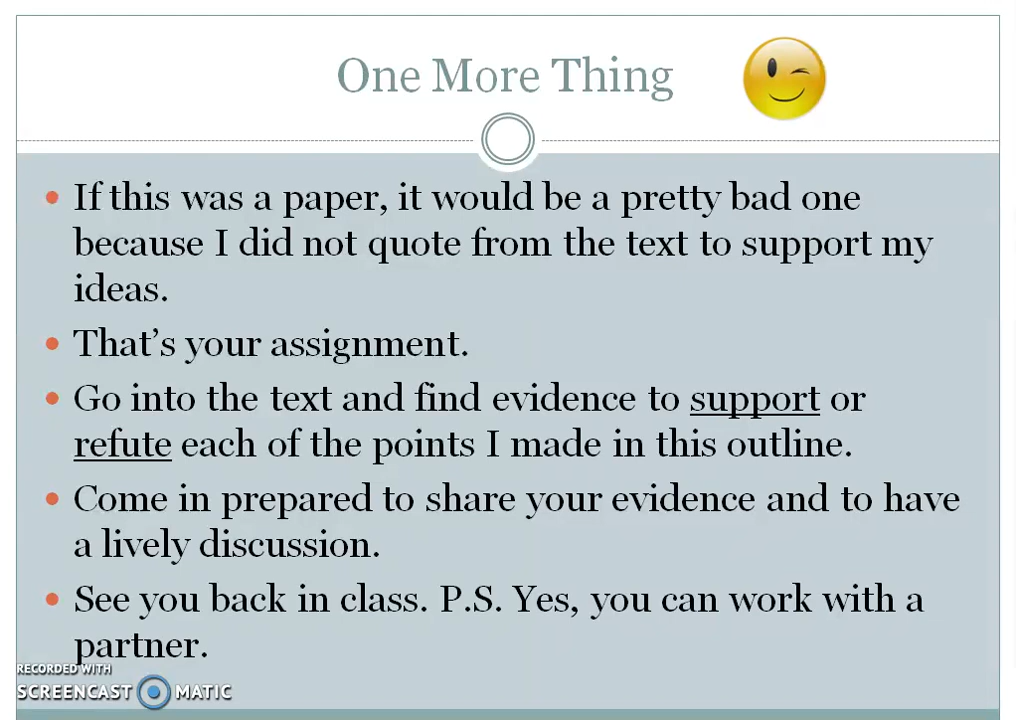 One More Thing
If this was a paper, it would be a pretty bad one
because I did not quote from the text to support my
ideas.
That’s your assignment.
Go into the text and find evidence to support or
refute each of the points I made in this outline.
Come in prepared to share your evidence and to have
a lively discussion.
See you back in class. P.S. Yes, you can work with a
partner.
RECORDED WITH
SCREENCAST MATIC